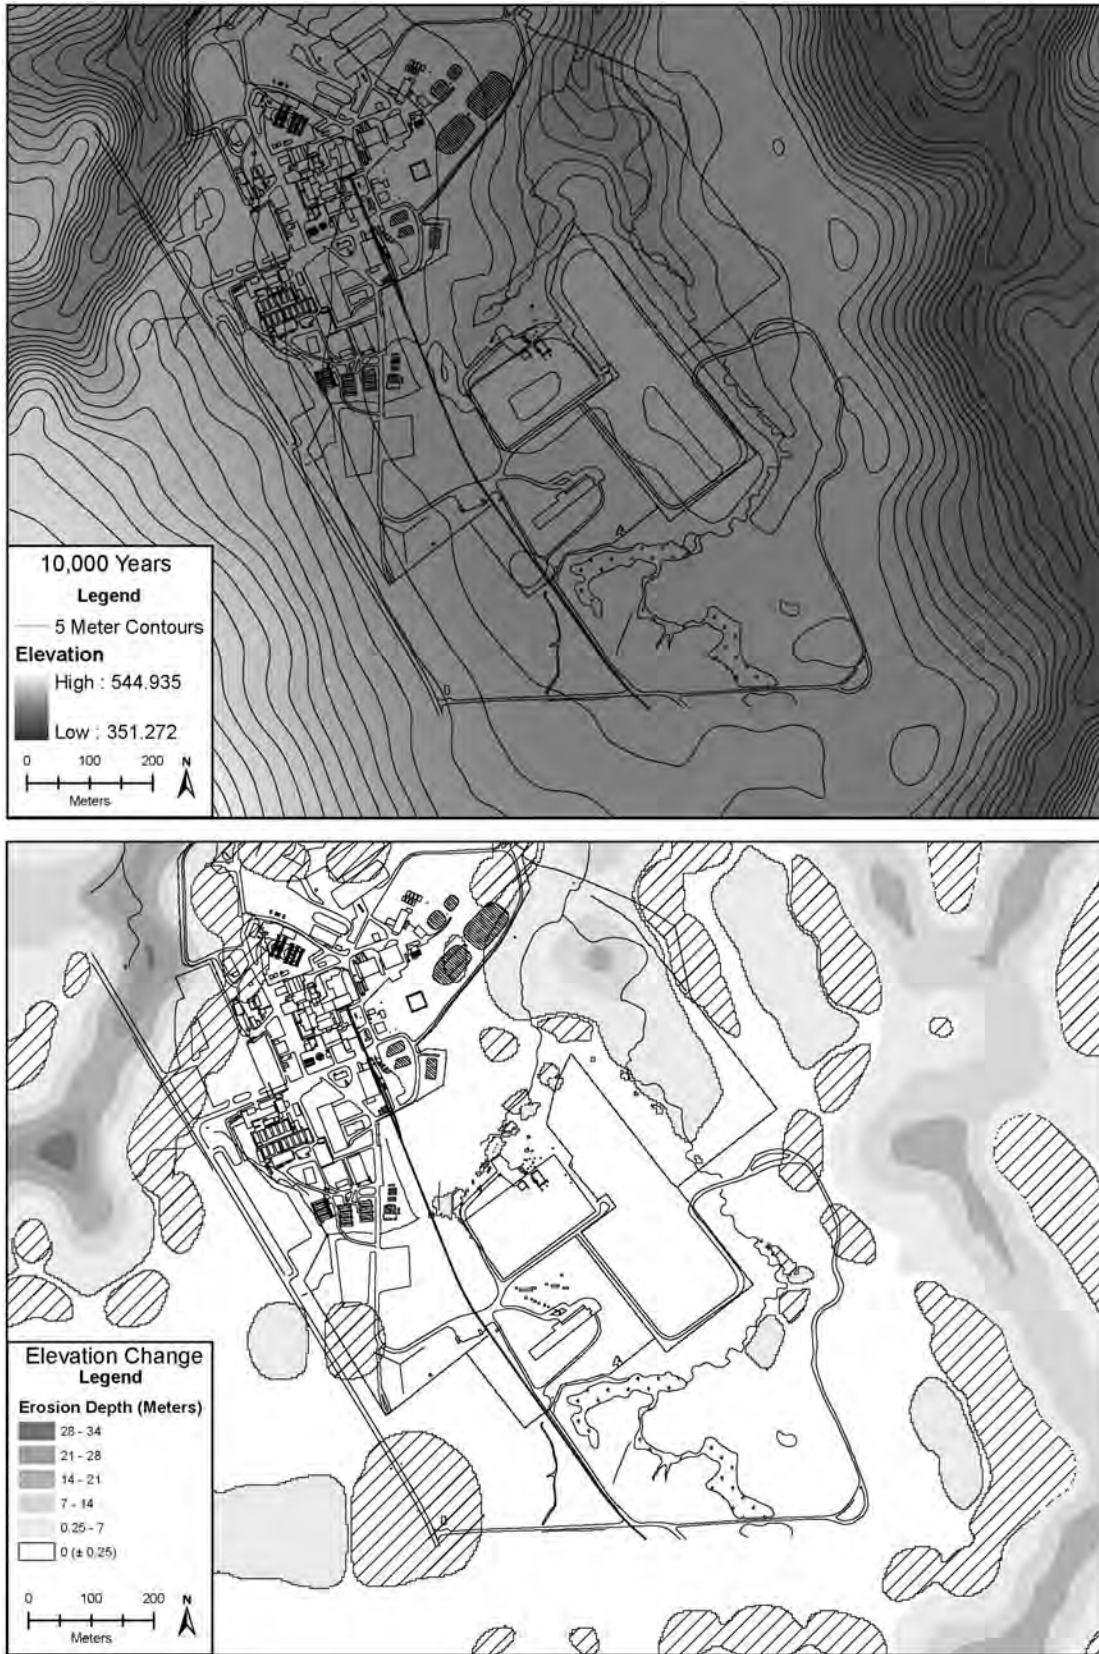 10,000 Years
Legend
5 Meter Contours
Elevation
High : 544.935
Low : 351.272
0 100 200
Meters
N
Elevation Change
Legend
Erosion Depth (Meters)
28 - 34
21 - 28
14 - 21
7 - 14
0.25 - 7
0 (± 0.25)
0 100 200
Meters
N